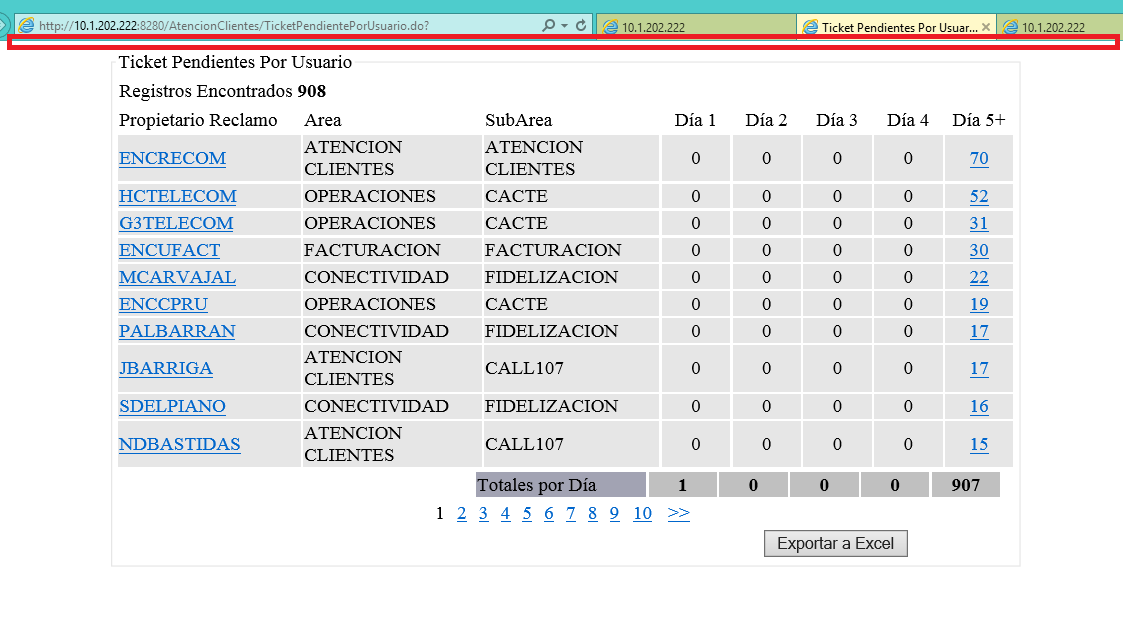 http://10.1.202.222:8280/AtencionClientes/TicketPendientePorUsuario.do? 10.1.202.222 Ticket Pendientes Por Usuar... 10.1.202.222
Ticket Pendientes Por Usuario
Registros Encontrados 908
Propietario Reclamo Area SubArea Día 1 Día 2 Día 3 Día 4 Día 5+
ENCRECOM ATENCION CLIENTES ATENCION CLIENTES 0 0 0 0 70
HCTELECOM OPERACIONES CACTE 0 0 0 0 52
G3TELECOM OPERACIONES CACTE 0 0 0 0 31
ENCUFACT FACTURACION FACTURACION 0 0 0 0 30
MCARVAJAL CONECTIVIDAD FIDELIZACION 0 0 0 0 22
ENCCPRU OPERACIONES CACTE 0 0 0 0 19
PALBARRAN CONECTIVIDAD FIDELIZACION 0 0 0 0 17
JBARRIGA ATENCION CLIENTES CALL107 0 0 0 0 17
SDELPIANO CONECTIVIDAD FIDELIZACION 0 0 0 0 16
NDBASTIDAS ATENCION CLIENTES CALL107 0 0 0 0 15
Totales por Día 1 0 0 0 907
1 2 3 4 5 6 7 8 9 10 >>
Exportar a Excel